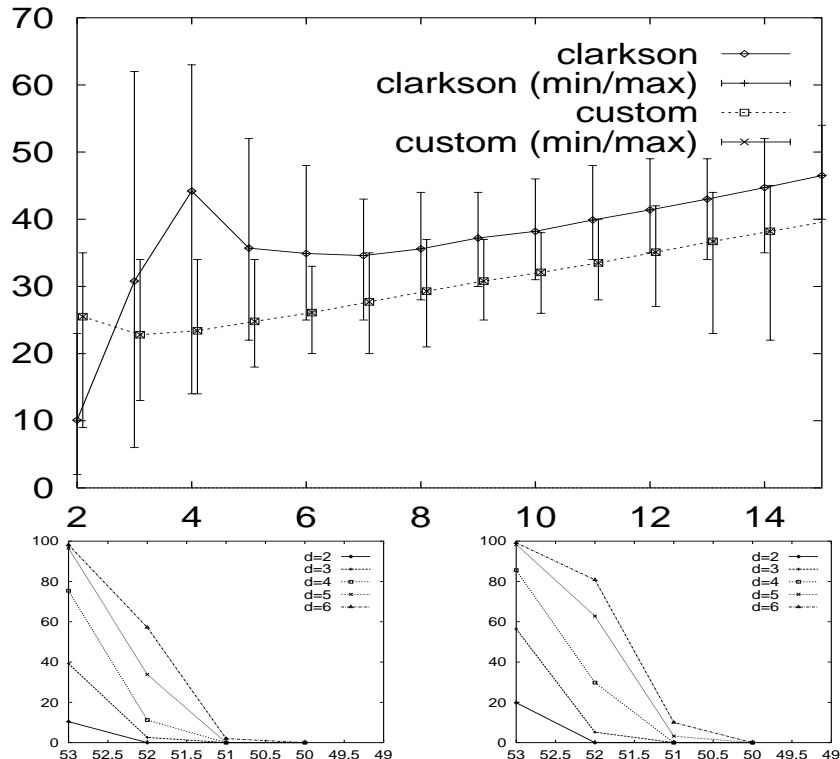 70
60
50
40
30
20
10
0
clarkson
clarkson (min/max)
custom
custom (min/max)
2 4 6 8 10 12 14
100
80
60
40
20
0
d=2
d=3
d=4
d=5
d=6
53 52.5 52 51.5 51 50.5 50 49.5 49
100
80
60
40
20
0
d=2
d=3
d=4
d=5
d=6
53 52.5 52 51.5 51 50.5 50 49.5 49